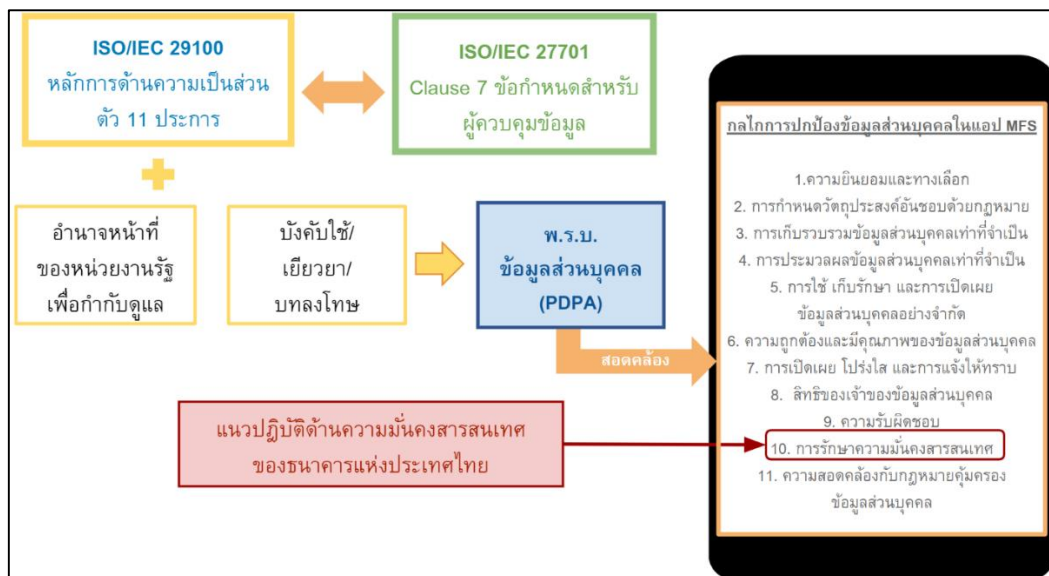 ISO/IEC 29100
หลักการด้านความเป็นส่วน
ตัว 11 ประการ
ISO/IEC 27701
Clause 7 ข้อกำหนดสำหรับ
ผู้ควบคุมข้อมูล
อำนาจหน้าที่
ของหน่วยงานรัฐ
เพื่อกำกับดูแล
บังคับใช้/
เยียวยา/
บทลงโทษ
พ.ร.บ.
ข้อมูลส่วนบุคคล
(PDPA)
สอดคล้อง
แนวปฏิบัติด้านความมั่นคงสารสนเทศ
ของธนาคารแห่งประเทศไทย
กลไกการปกป้องข้อมูลส่วนบุคคลในแอป MFS
1.ความยินยอมและทางเลือก
2. การกำหนดวัตถุประสงค์อันชอบด้วยกฎหมาย
3. การเก็บรวบรวมข้อมูลส่วนบุคคลเท่าที่จำเป็น
4. การประมวลผลข้อมูลส่วนบุคคลเท่าที่จำเป็น
5. การใช้ เก็บรักษา และการเปิดเผย
ข้อมูลส่วนบุคคลอย่างจำกัด
6. ความถูกต้องและมีคุณภาพของข้อมูลส่วนบุคคล
7. การเปิดเผย โปร่งใส และการแจ้งให้ทราบ
8. สิทธิของเจ้าของข้อมูลส่วนบุคคล
9. ความรับผิดชอบ
10. การรักษาความมั่นคงสารสนเทศ
11. ความสอดคล้องกับกฎหมายคุ้มครอง
ข้อมูลส่วนบุคคล